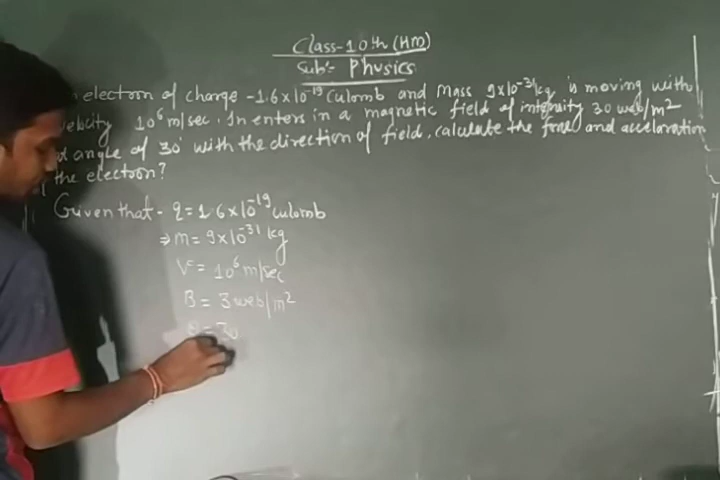 Class-10th (HM)
Sub:- Physics
electron of charge -1.6×10⁻¹⁹ Culomb and Mass 9×10⁻³¹kg is moving with
velocity 10⁶ m/sec. In enters in a magnetic field of intensity 30 web/m²
angle of 30° with the direction of field, calculate the force and acceleration
of the electron?
Given that - q = 1.6×10⁻¹⁹ culomb
⇒ m = 9×10⁻³¹ kg
V = 10⁶ m/sec
B = 3 web/m²
θ = 30